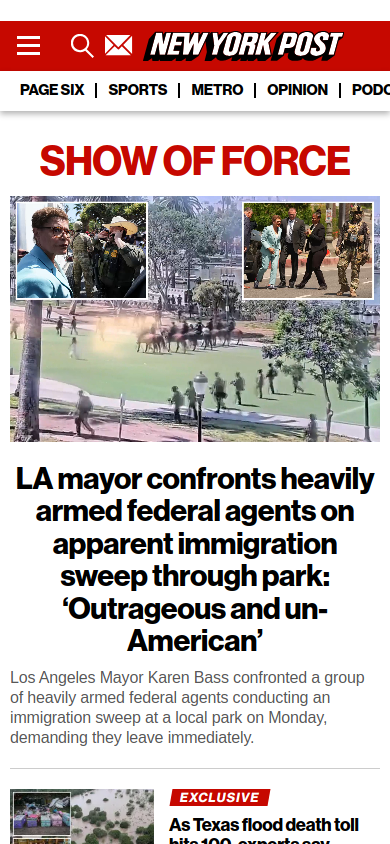 NEW YORK POST
PAGE SIX
SPORTS
METRO
OPINION
SHOW OF FORCE
LA mayor confronts heavily
armed federal agents on
apparent immigration
sweep through park:
‘Outrageous and un-
American’
Los Angeles Mayor Karen Bass confronted a group
of heavily armed federal agents conducting an
immigration sweep at a local park on Monday,
demanding they leave immediately.
EXCLUSIVE
As Texas flood death toll
hits 100, experts say